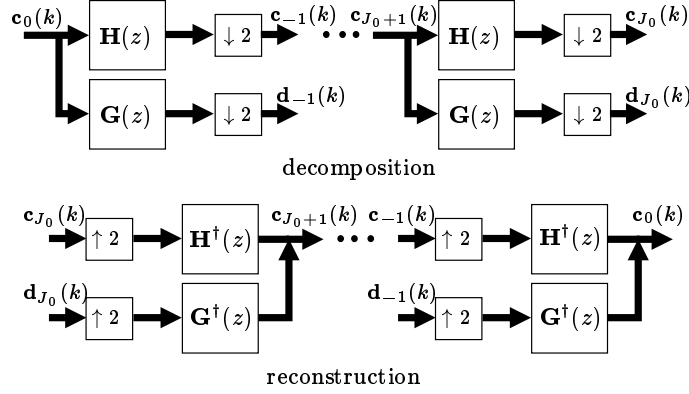 c₀(k) H(z) ↓ 2 c₋₁(k) ••• c_{J₀+1}(k) H(z) ↓ 2 c_{J₀}(k)
G(z) ↓ 2 d₋₁(k) G(z) ↓ 2 d_{J₀}(k)
decomposition
c_{J₀}(k) ↑ 2 H†(z) c_{J₀+1}(k) ••• c₋₁(k) ↑ 2 H†(z) c₀(k)
d_{J₀}(k) ↑ 2 G†(z) d₋₁(k) ↑ 2 G†(z)
reconstruction